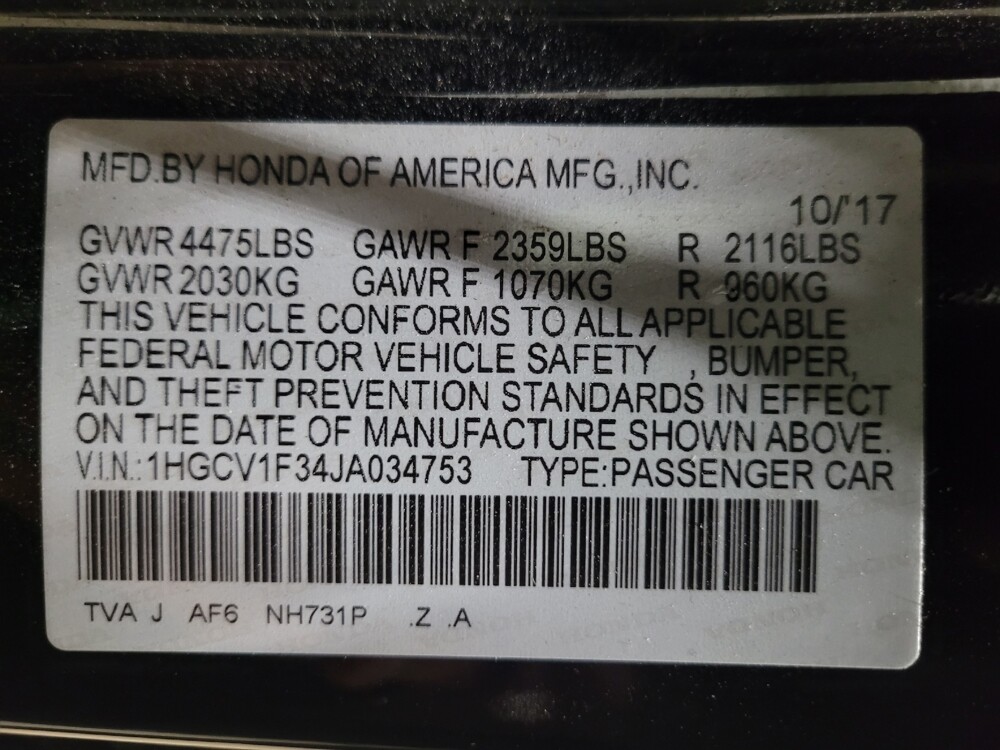 MFD.BY HONDA OF AMERICA MFG.,INC.
10/'17
GVWR 4475LBS GAWR F 2359LBS R 2116LBS
GVWR 2030KG GAWR F 1070KG R 960KG
THIS VEHICLE CONFORMS TO ALL APPLICABLE
FEDERAL MOTOR VEHICLE SAFETY , BUMPER,
AND THEFT PREVENTION STANDARDS IN EFFECT
ON THE DATE OF MANUFACTURE SHOWN ABOVE.
V.I.N.:1HGCV1F34JA034753 TYPE:PASSENGER CAR
TVA J AF6 NH731P .Z .A